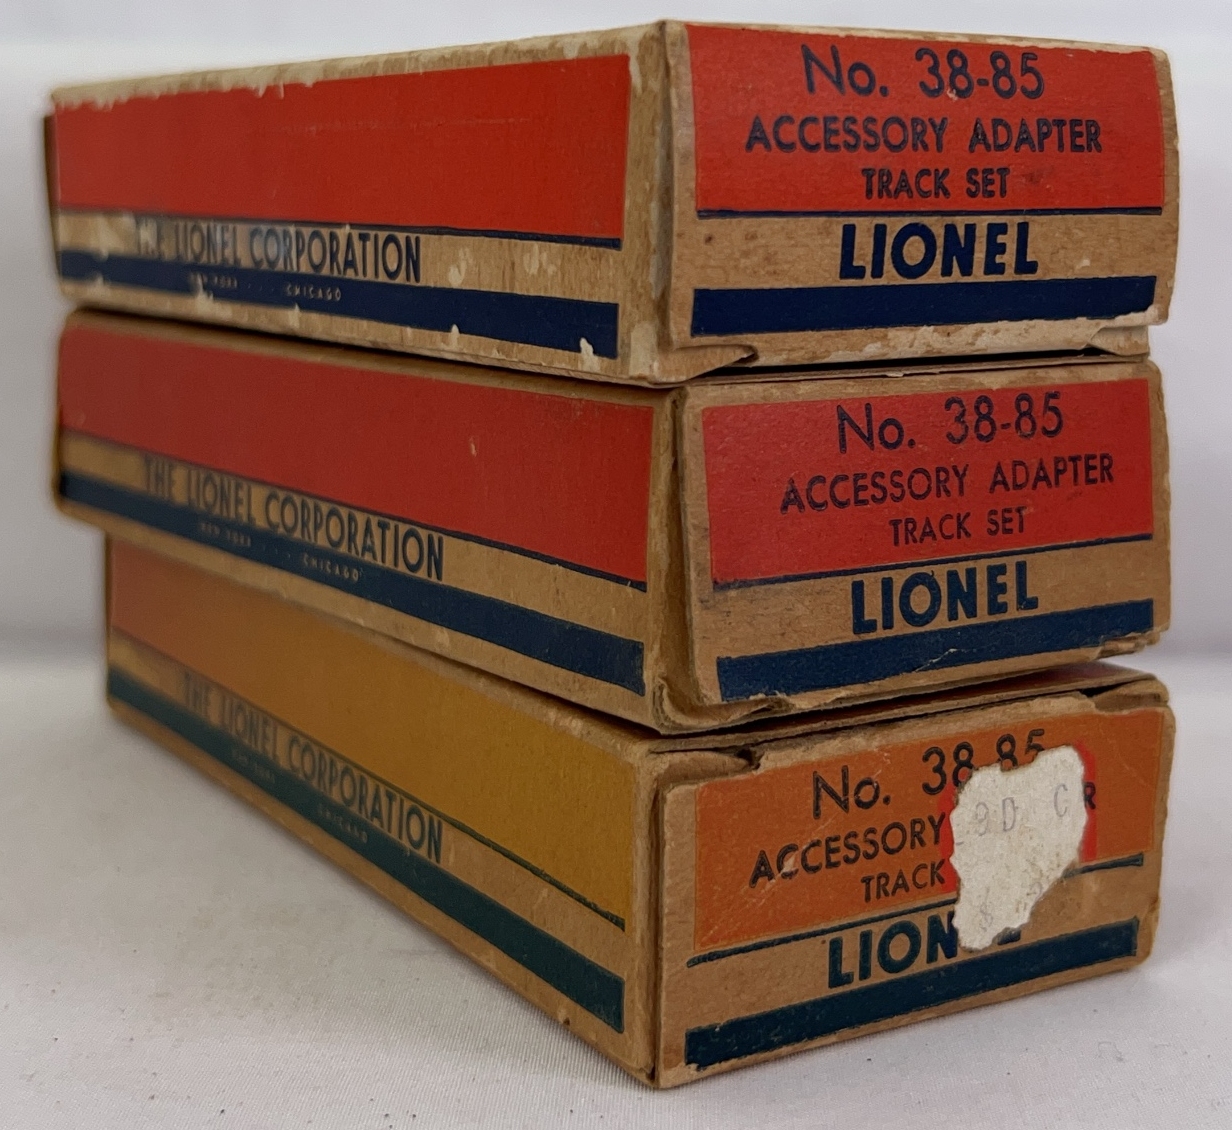 No. 38-85
ACCESSORY ADAPTER
TRACK SET
LIONEL
THE LIONEL CORPORATION
NEW YORK . . . CHICAGO
No. 38-85
ACCESSORY ADAPTER
TRACK SET
LIONEL
THE LIONEL CORPORATION
NEW YORK . . . CHICAGO
No. 38-85
ACCESSORY R
TRACK
LION
THE LIONEL CORPORATION
NEW YORK CHICAGO